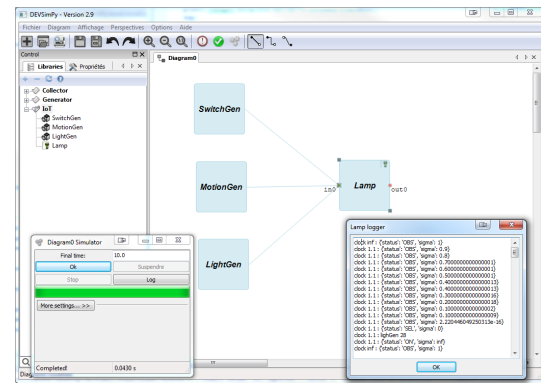 DEVSimPy - Version 2.9
Fichier Diagram Affichage Perspectives Options Aide
Control
Diagram0
Libraries Propriétés
Collector
Generator
IoT
SwitchGen
MotionGen
LightGen
Lamp
SwitchGen
MotionGen
in0
Lamp
out0
LightGen
Diagram0 Simulator
Final time: 10.0
Ok Suspendre
Stop Log
More settings... >>
Completed! 0.0430 s
Lamp logger
clock inf : {'status': 'OBS', 'sigma': 1}
clock 1.1 : {'status': 'OBS', 'sigma': 0.9}
clock 1.1 : {'status': 'OBS', 'sigma': 0.8}
clock 1.1 : {'status': 'OBS', 'sigma': 0.7000000000000001}
clock 1.1 : {'status': 'OBS', 'sigma': 0.6000000000000001}
clock 1.1 : {'status': 'OBS', 'sigma': 0.5000000000000001}
clock 1.1 : {'status': 'OBS', 'sigma': 0.40000000000000013}
clock 1.1 : {'status': 'OBS', 'sigma': 0.40000000000000013}
clock 1.1 : {'status': 'OBS', 'sigma': 0.30000000000000016}
clock 1.1 : {'status': 'OBS', 'sigma': 0.20000000000000018}
clock 1.1 : {'status': 'OBS', 'sigma': 0.1000000000000002}
clock 1.1 : {'status': 'OBS', 'sigma': 0.1000000000000009}
clock 1.1 : {'status': 'OBS', 'sigma': 2.220446049250313e-16}
clock 1.1 : {'status': 'SEL', 'sigma': 0}
clock 1.1 : lighGen 28
clock 1.1 : {'status': 'ON', 'sigma': inf}
clock inf : {'status': 'OBS', 'sigma': 1}
OK